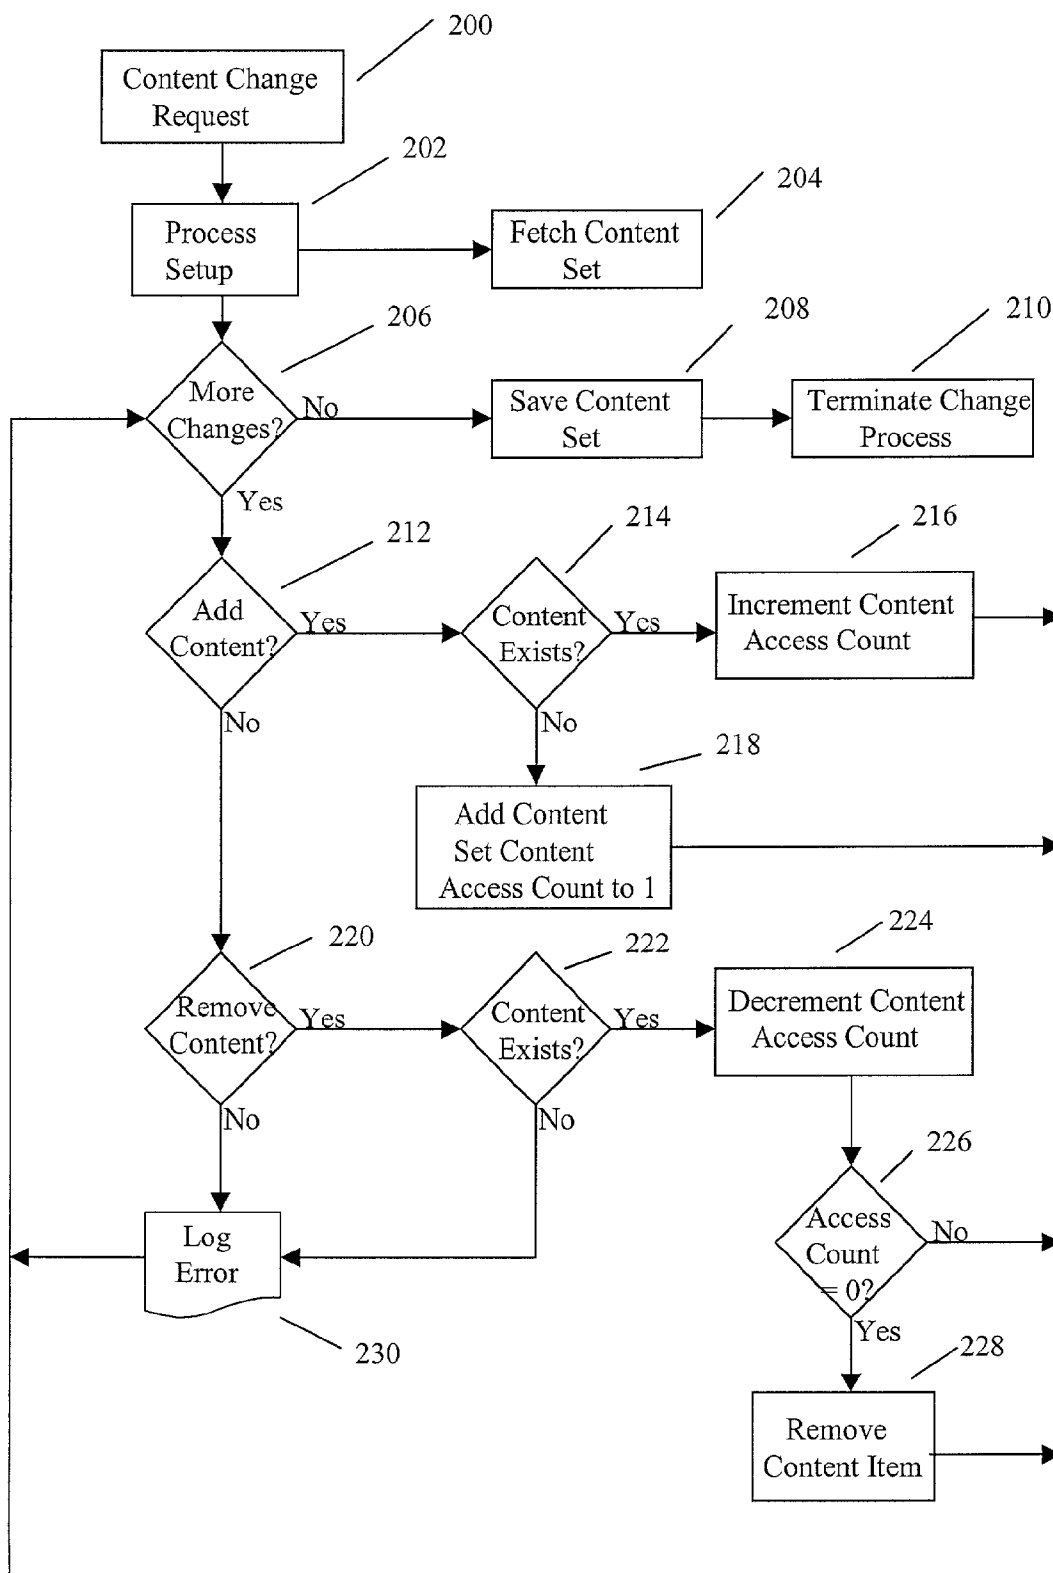 200
Content Change
Request
202
Process
Setup
204
Fetch Content
Set
206
More
Changes?
No
Yes
208
Save Content
Set
210
Terminate Change
Process
212
Add
Content?
Yes
No
214
Content
Exists?
Yes
No
216
Increment Content
Access Count
218
Add Content
Set Content
Access Count to 1
220
Remove
Content?
Yes
No
222
Content
Exists?
Yes
No
224
Decrement Content
Access Count
226
Access
Count
= 0?
No
Yes
228
Remove
Content Item
Log
Error
230